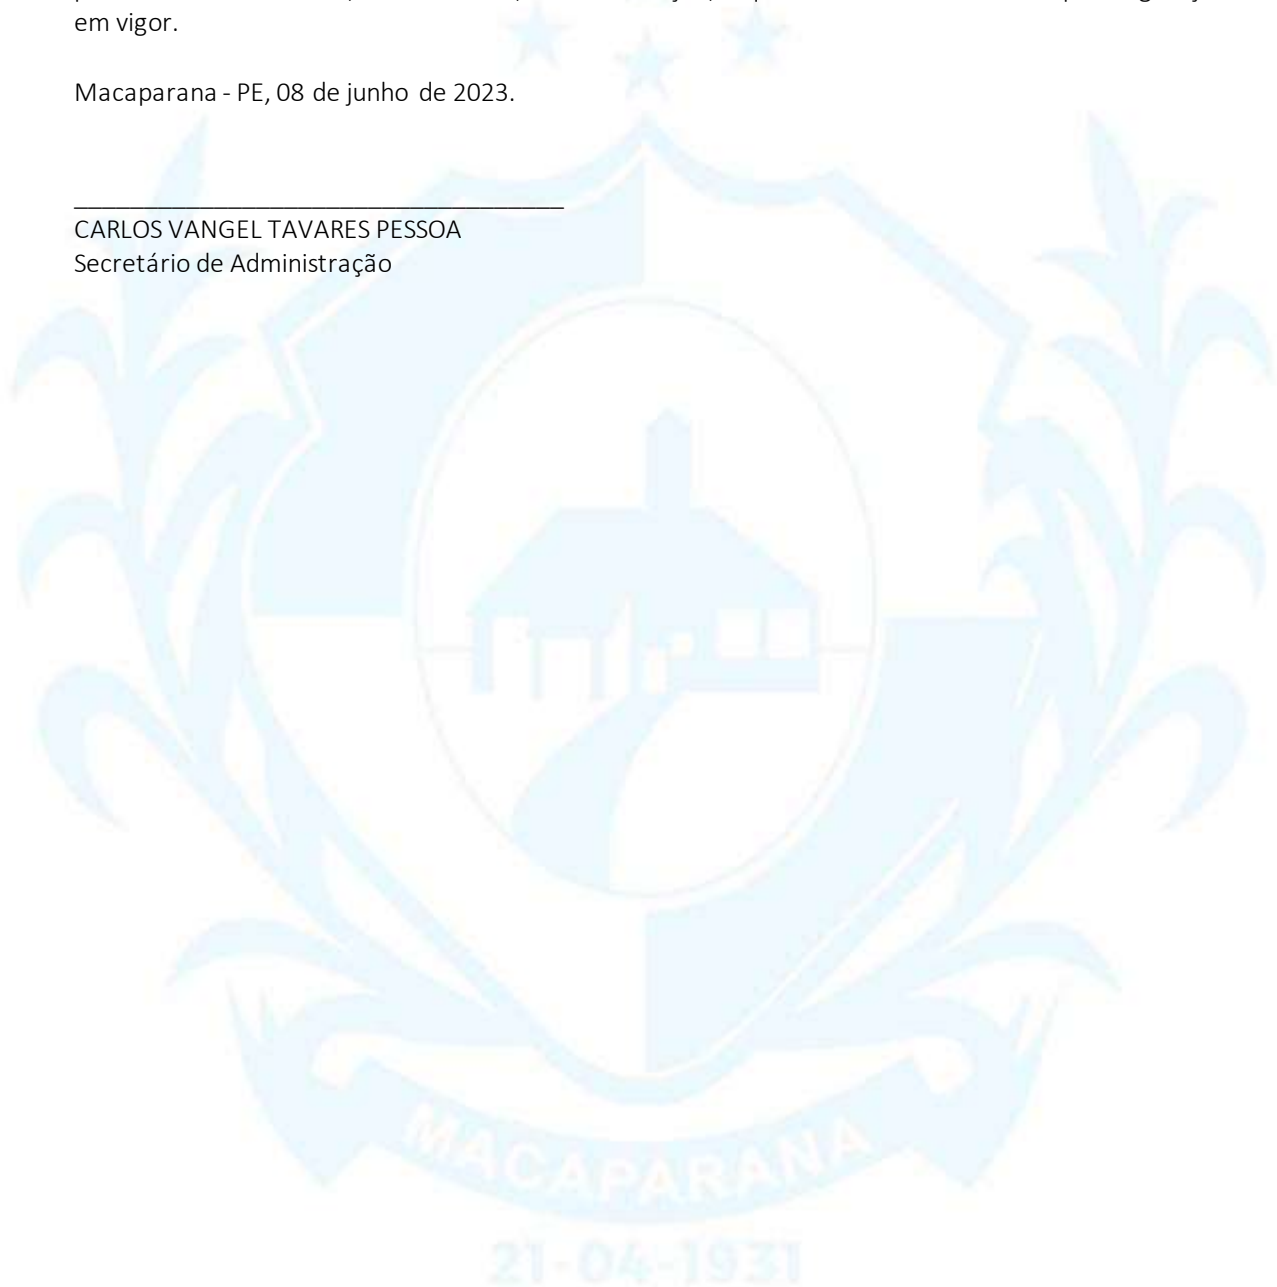 em vigor.
Macaparana - PE, 08 de junho de 2023.
CARLOS VANGEL TAVARES PESSOA
Secretário de Administração
MACAPARANA
21-04-1931